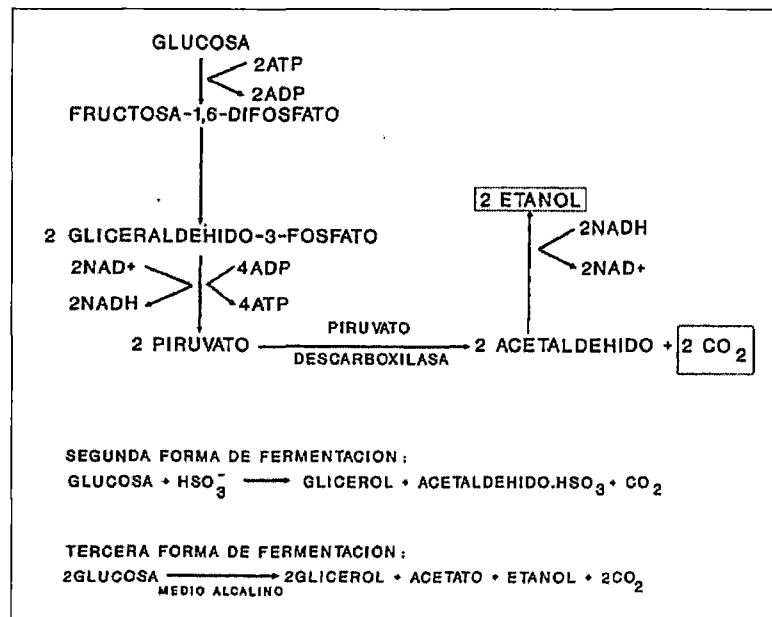 GLUCOSA
2ATP
2ADP
FRUCTOSA-1,6-DIFOSFATO
2 ETANOL
2 GLICERALDEHIDO-3-FOSFATO
2NADH
2NAD+
2NAD+
4ADP
2NADH
4ATP
2 PIRUVATO
PIRUVATO
DESCARBOXILASA
2 ACETALDEHIDO + 2 CO2
SEGUNDA FORMA DE FERMENTACION:
GLUCOSA + HSO3- ⟶ GLICEROL + ACETALDEHIDO.HSO3 + CO2
TERCERA FORMA DE FERMENTACION:
2GLUCOSA ⟶ 2GLICEROL + ACETATO + ETANOL + 2CO2
MEDIO ALCALINO